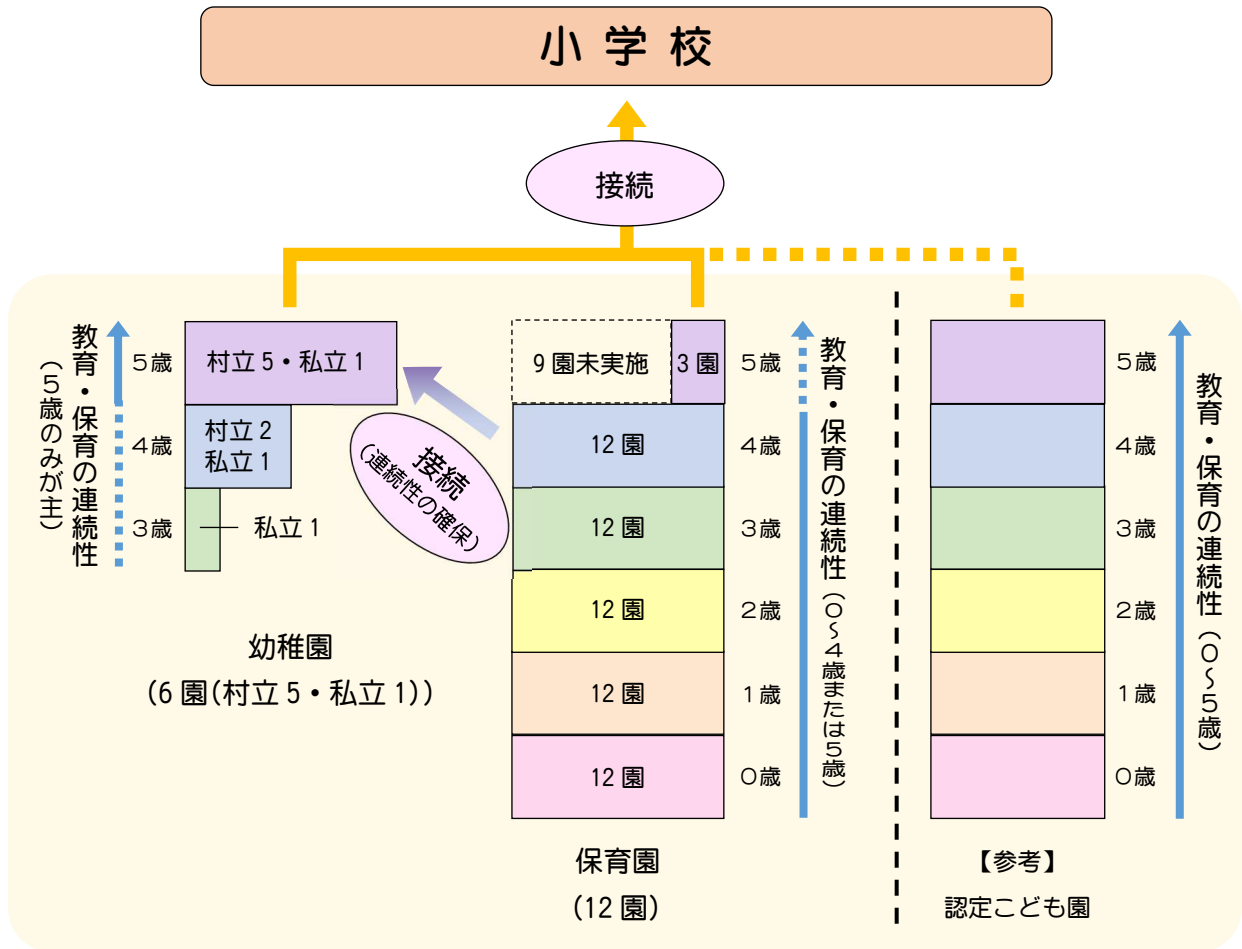 小学校
接続
教育・保育の連続性
(5歳のみが主)
5歳
村立5・私立1
4歳
村立2
私立1
3歳
私立1
幼稚園
(6園(村立5・私立1))
接続
(連続性の確保)
9園未実施
3園
5歳
12園
4歳
12園
3歳
12園
2歳
12園
1歳
12園
0歳
保育園
(12園)
教育・保育の連続性(0~4歳または5歳)
5歳
4歳
3歳
2歳
1歳
0歳
教育・保育の連続性(0~5歳)
【参考】
認定こども園